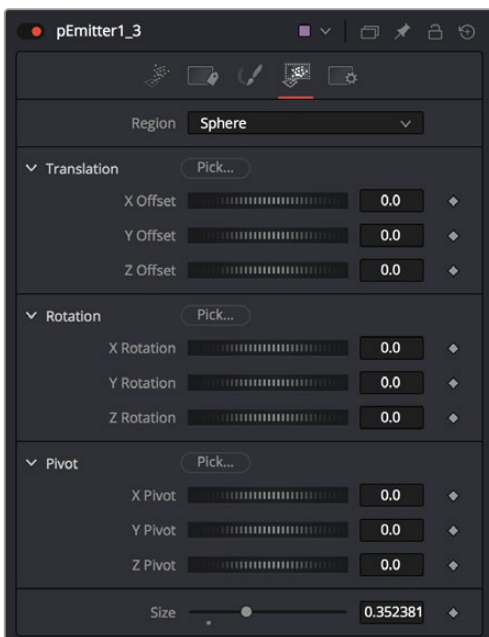 pEmitter1_3
Region Sphere
Translation Pick...
X Offset 0.0
Y Offset 0.0
Z Offset 0.0
Rotation Pick...
X Rotation 0.0
Y Rotation 0.0
Z Rotation 0.0
Pivot Pick...
X Pivot 0.0
Y Pivot 0.0
Z Pivot 0.0
Size 0.352381